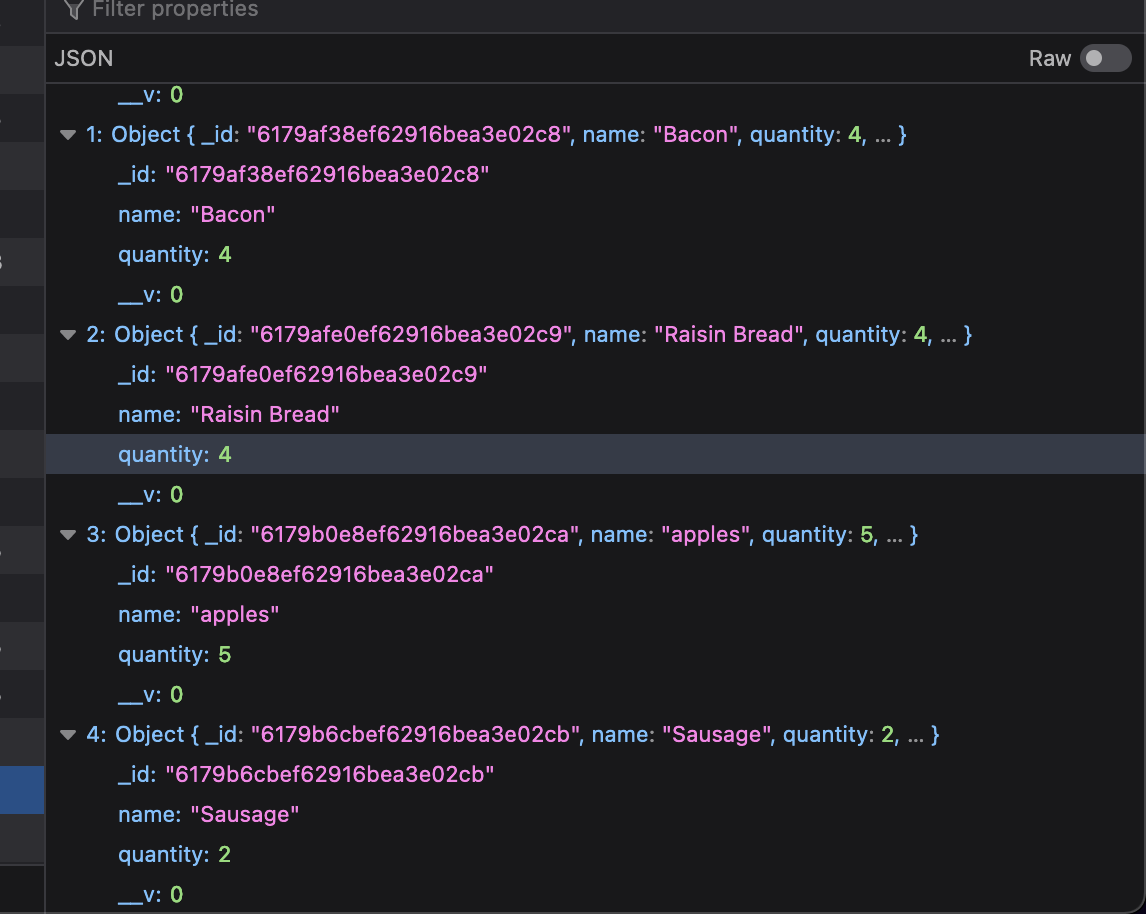 Filter properties
JSON Raw
__v: 0
1: Object { _id: "6179af38ef62916bea3e02c8", name: "Bacon", quantity: 4, … }
_id: "6179af38ef62916bea3e02c8"
name: "Bacon"
quantity: 4
__v: 0
2: Object { _id: "6179afe0ef62916bea3e02c9", name: "Raisin Bread", quantity: 4, … }
_id: "6179afe0ef62916bea3e02c9"
name: "Raisin Bread"
quantity: 4
__v: 0
3: Object { _id: "6179b0e8ef62916bea3e02ca", name: "apples", quantity: 5, … }
_id: "6179b0e8ef62916bea3e02ca"
name: "apples"
quantity: 5
__v: 0
4: Object { _id: "6179b6cbef62916bea3e02cb", name: "Sausage", quantity: 2, … }
_id: "6179b6cbef62916bea3e02cb"
name: "Sausage"
quantity: 2
__v: 0